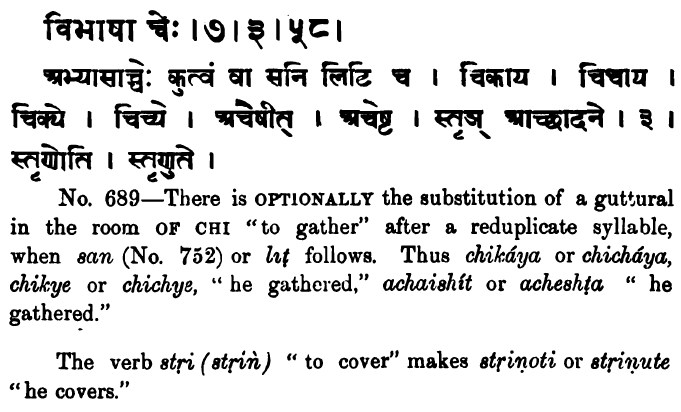 विभाषा चेः ।७।३।५८।
अभ्यासाच्चेः कुत्वं वा सनि लिटि च । चिकाय । चिचाय ।
चिक्ये । चिच्ये । अचैषीत् । अचेष्ट । स्तृञ् आच्छादने । ३ ।
स्तृणोति । स्तृणुते ।
No. 689—There is OPTIONALLY the substitution of a guttural
in the room OF CHI "to gather" after a reduplicate syllable,
when san (No. 752) or liṭ follows. Thus chikáya or chicháya,
chikye or chichye, "he gathered," achaishít or acheshṭa "he
gathered."
The verb stṛi (stṛiǹ) "to cover" makes stṛiṇoti or stṛiṇute
"he covers."